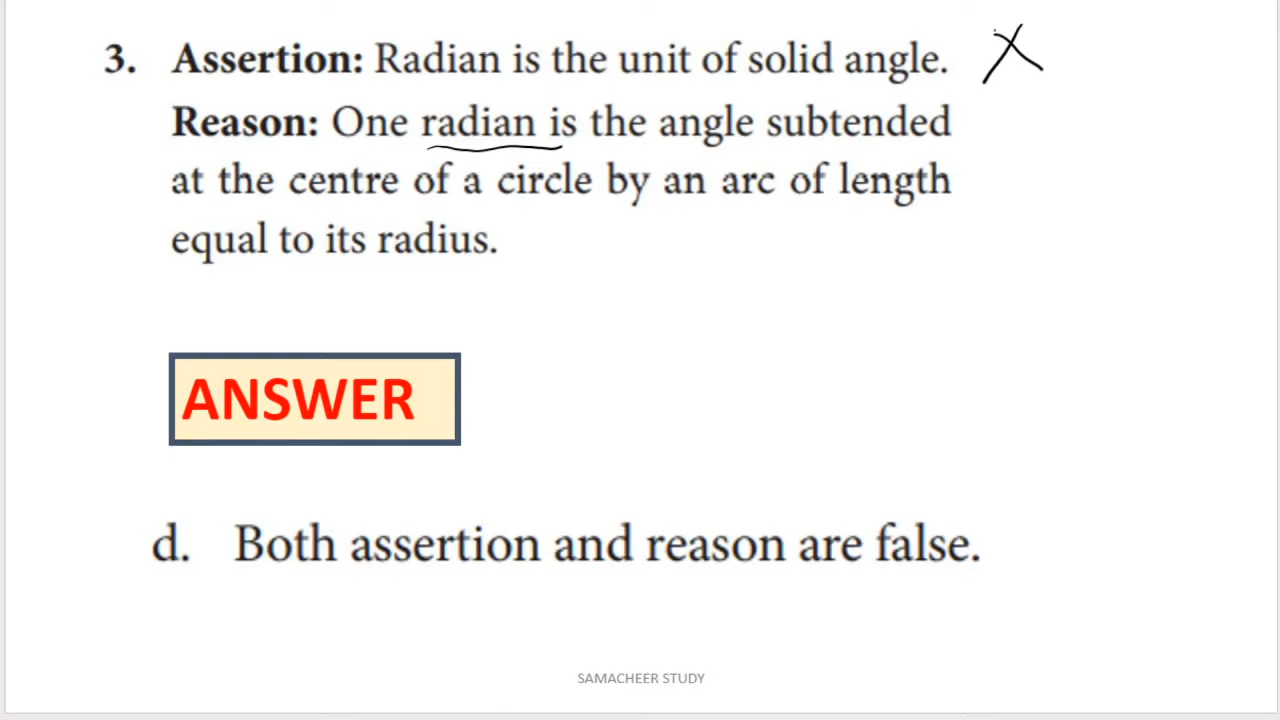 3. Assertion: Radian is the unit of solid angle.
Reason: One radian is the angle subtended
at the centre of a circle by an arc of length
equal to its radius.
ANSWER
d. Both assertion and reason are false.
SAMACHEER STUDY